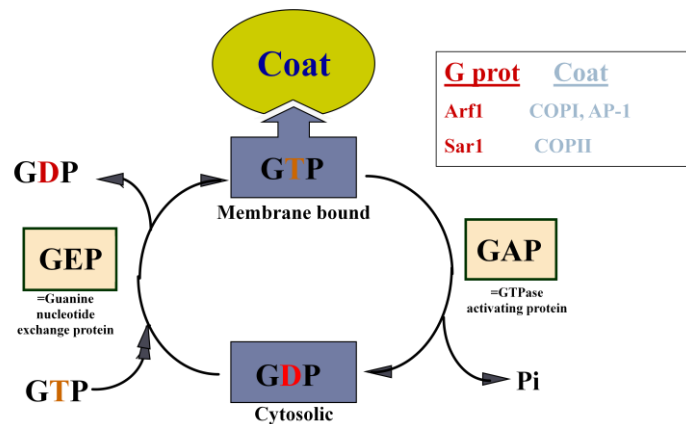 Coat
G prot Coat
Arf1 COPI, AP-1
Sar1 COPII
GTP
Membrane bound
GDP
GEP
=Guanine
nucleotide
exchange protein
GAP
=GTPase
activating protein
GTP
GDP
Cytosolic
Pi